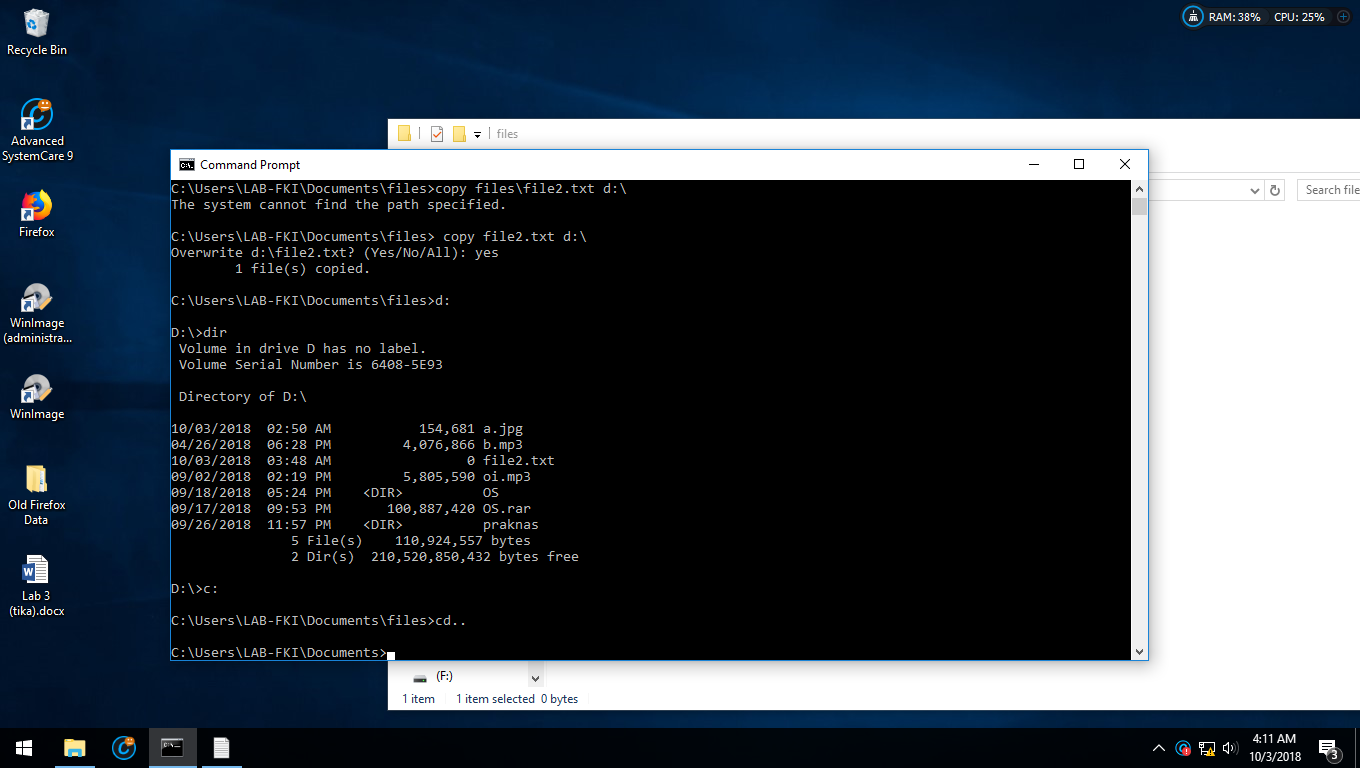 Recycle Bin
Advanced
SystemCare 9
Firefox
WinImage
(administra...
WinImage
Old Firefox
Data
Lab 3
(tika).docx
RAM: 38% CPU: 25%
files
Search file
Command Prompt
C:\Users\LAB-FKI\Documents\files>copy files\file2.txt d:\
The system cannot find the path specified.
C:\Users\LAB-FKI\Documents\files> copy file2.txt d:\
Overwrite d:\file2.txt? (Yes/No/All): yes
        1 file(s) copied.
C:\Users\LAB-FKI\Documents\files>d:
D:\>dir
 Volume in drive D has no label.
 Volume Serial Number is 6408-5E93
 Directory of D:\
10/03/2018  02:50 AM           154,681 a.jpg
04/26/2018  06:28 PM         4,076,866 b.mp3
10/03/2018  03:48 AM                 0 file2.txt
09/02/2018  02:19 PM         5,805,590 oi.mp3
09/18/2018  05:24 PM    <DIR>          OS
09/17/2018  09:53 PM       100,887,420 OS.rar
09/26/2018  11:57 PM    <DIR>          praknas
               5 File(s)    110,924,557 bytes
               2 Dir(s)  210,520,850,432 bytes free
D:\>c:
C:\Users\LAB-FKI\Documents\files>cd..
C:\Users\LAB-FKI\Documents>
(F:)
1 item 1 item selected 0 bytes
4:11 AM
10/3/2018
3